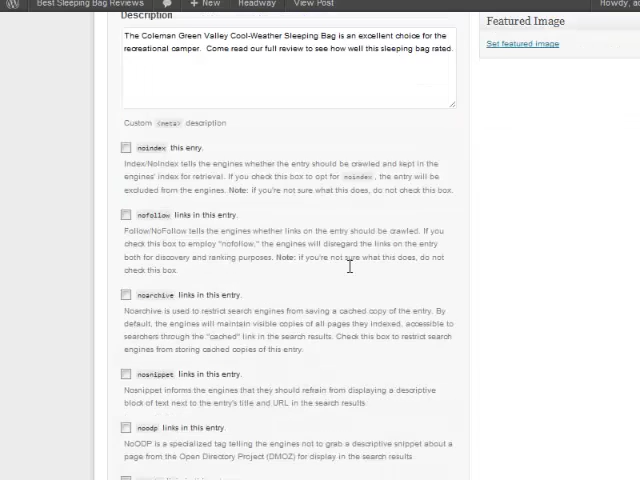 Best Sleeping Bag Reviews + New Headway View Post Howdy, ad
Description
Featured Image
Set featured image
The Coleman Green Valley Cool-Weather Sleeping Bag is an excellent choice for the
recreational camper. Come read our full review to see how well this sleeping bag rated.
Custom <meta> description
noindex this entry.
Index/NoIndex tells the engines whether the entry should be crawled and kept in the
engines' index for retrieval. If you check this box to opt for noindex, the entry will be
excluded from the engines. Note: if you're not sure what this does, do not check this box.
nofollow links in this entry.
Follow/NoFollow tells the engines whether links on the entry should be crawled. If you
check this box to employ "nofollow," the engines will disregard the links on the entry
both for discovery and ranking purposes. Note: if you're not sure what this does, do not
check this box.
noarchive links in this entry.
Noarchive is used to restrict search engines from saving a cached copy of the entry. By
default, the engines will maintain visible copies of all pages they indexed, accessible to
searchers through the "cached" link in the search results. Check this box to restrict search
engines from storing cached copies of this entry.
nosnippet links in this entry.
Nosnippet informs the engines that they should refrain from displaying a descriptive
block of text next to the entry's title and URL in the search results
noodp links in this entry.
NoODP is a specialized tag telling the engines not to grab a descriptive snippet about a
page from the Open Directory Project (DMOZ) for display in the search results